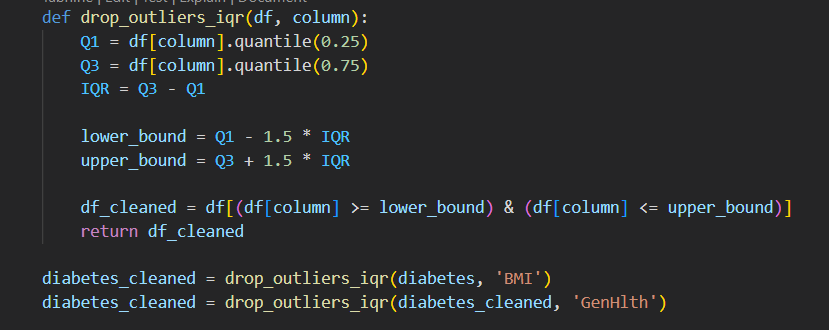 Tabnine | Edit | Test | Explain | Document
def drop_outliers_iqr(df, column):
    Q1 = df[column].quantile(0.25)
    Q3 = df[column].quantile(0.75)
    IQR = Q3 - Q1
    lower_bound = Q1 - 1.5 * IQR
    upper_bound = Q3 + 1.5 * IQR
    df_cleaned = df[(df[column] >= lower_bound) & (df[column] <= upper_bound)]
    return df_cleaned
diabetes_cleaned = drop_outliers_iqr(diabetes, 'BMI')
diabetes_cleaned = drop_outliers_iqr(diabetes_cleaned, 'GenHlth')